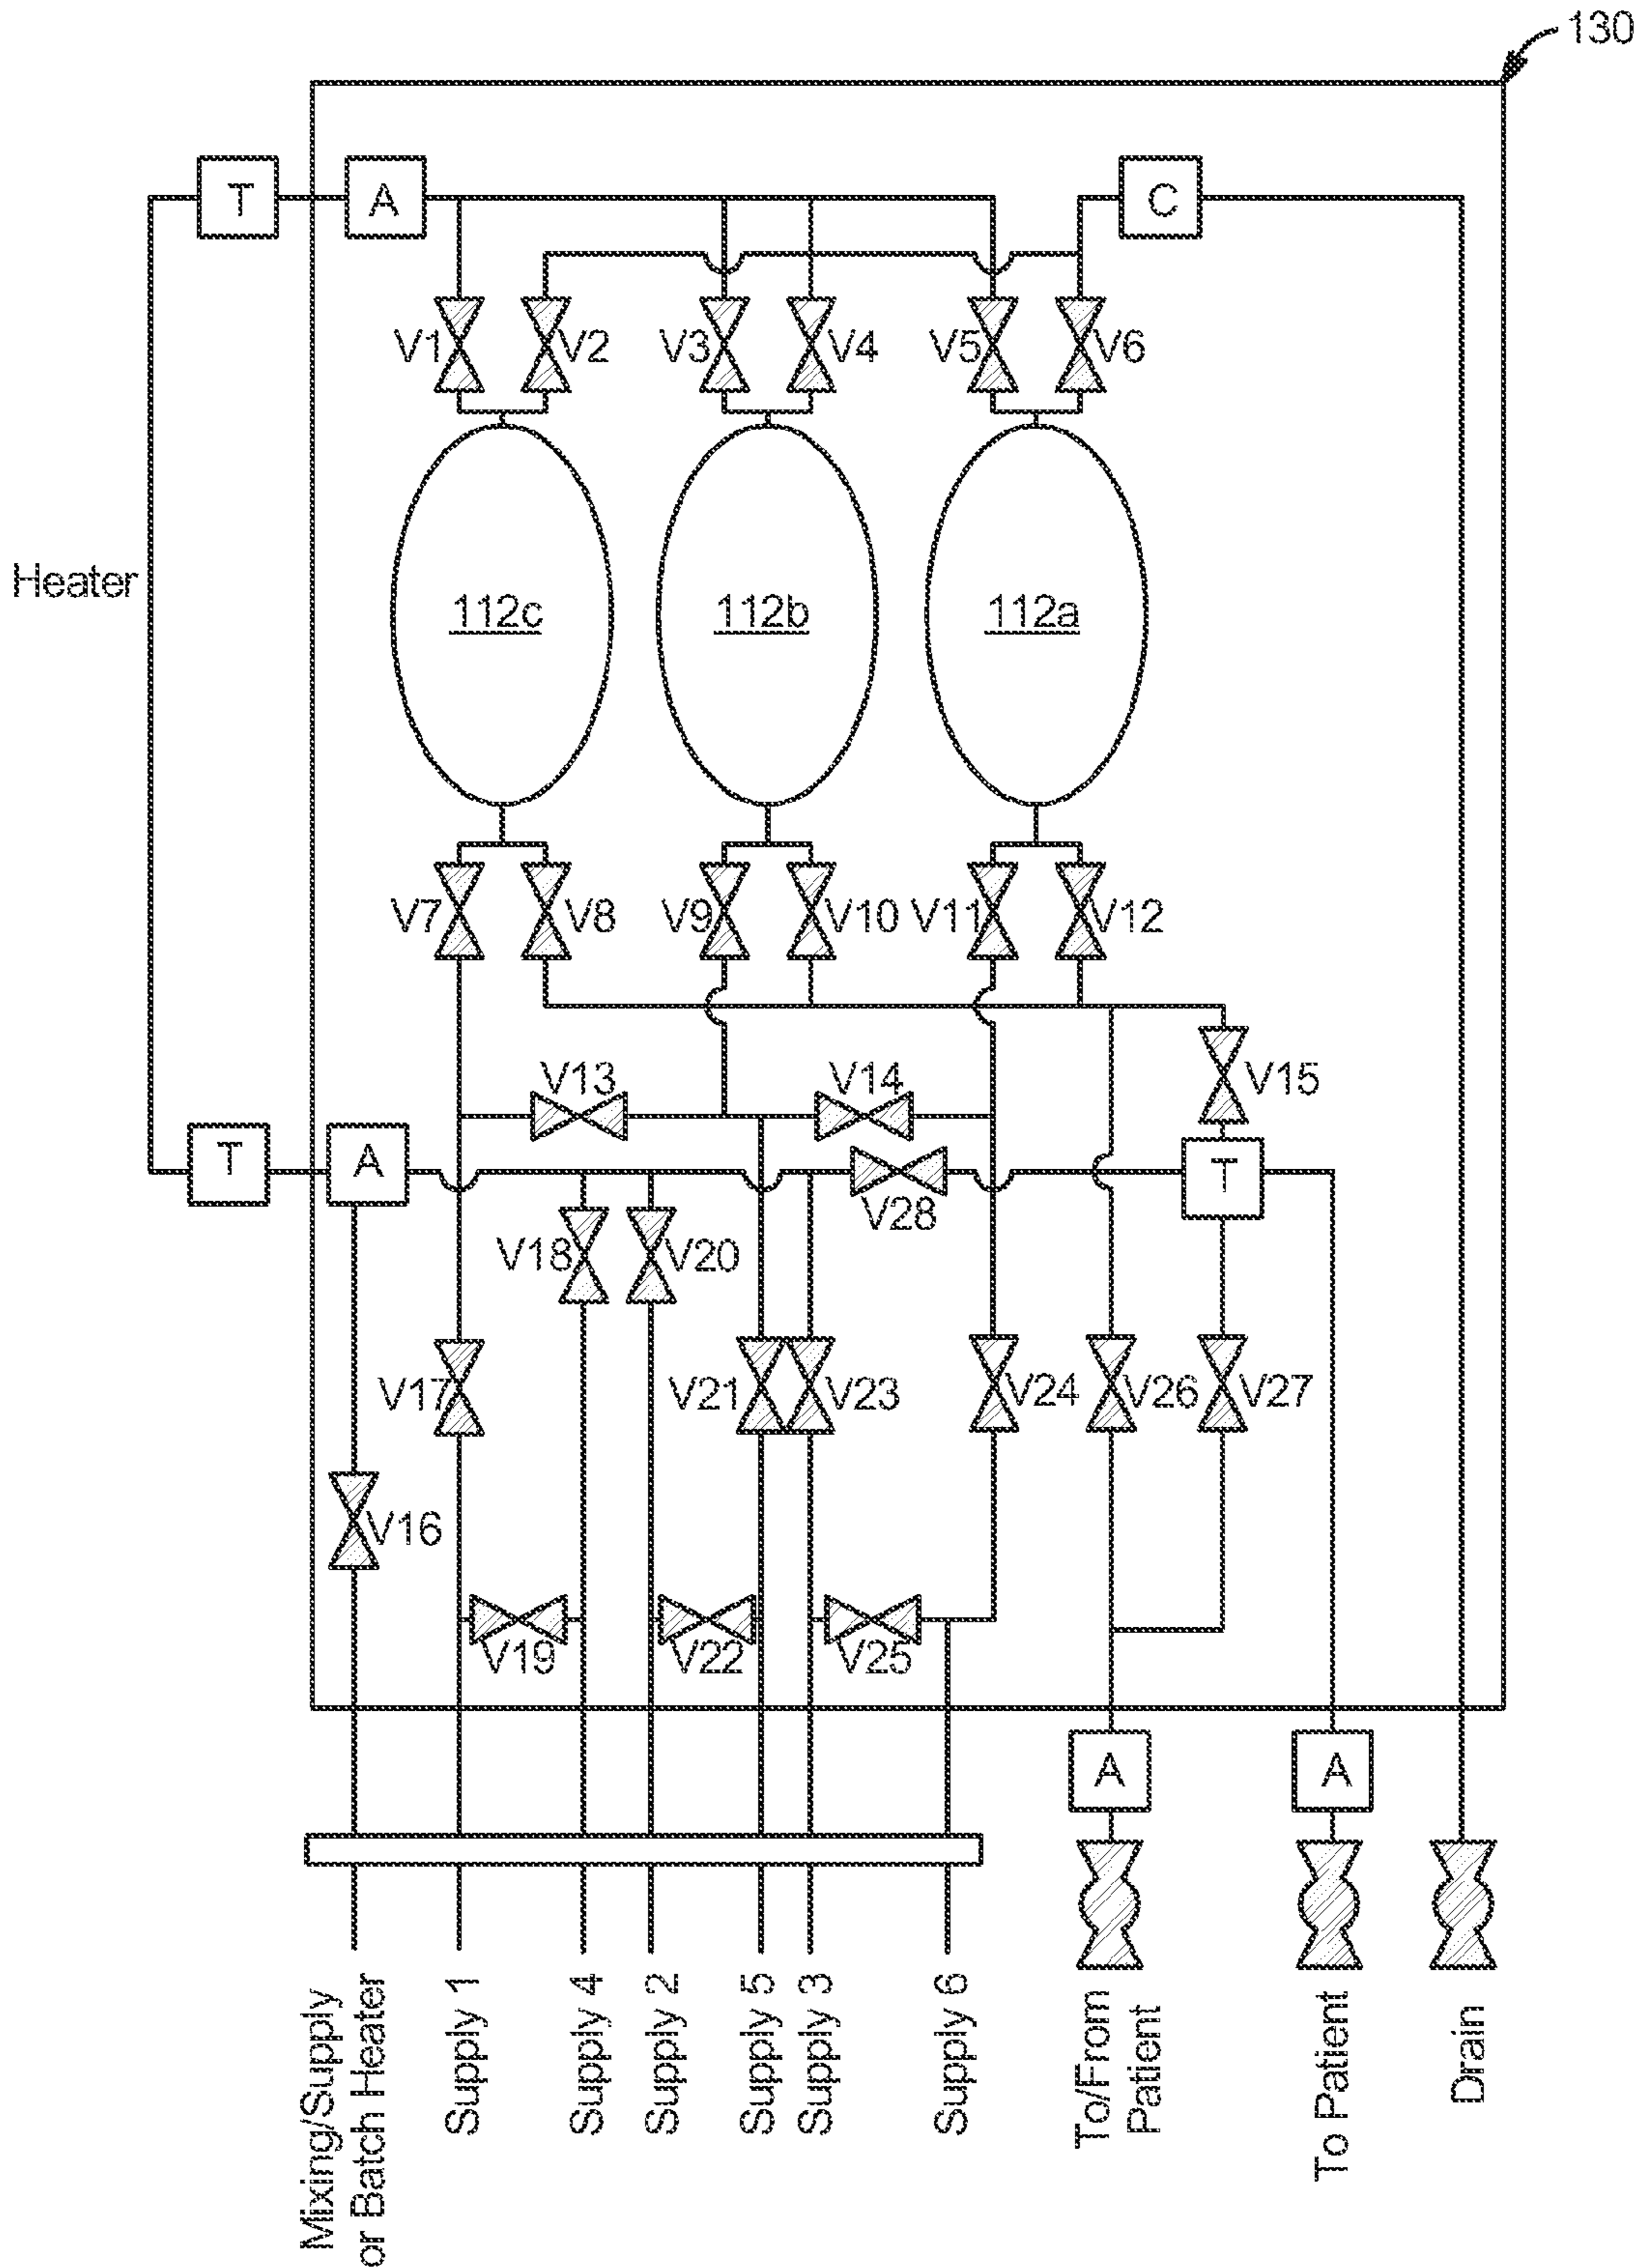 130
T
A
C
V1
V2
V3
V4
V5
V6
Heater
112c
112b
112a
V7
V8
V9
V10
V11
V12
V13
V14
V15
T
A
T
V28
V18
V20
V17
V21
V23
V24
V26
V27
V16
V19
V22
V25
A
A
Mixing/Supply
or Batch Heater
Supply 1
Supply 4
Supply 2
Supply 5
Supply 3
Supply 6
To/From
Patient
To Patient
Drain